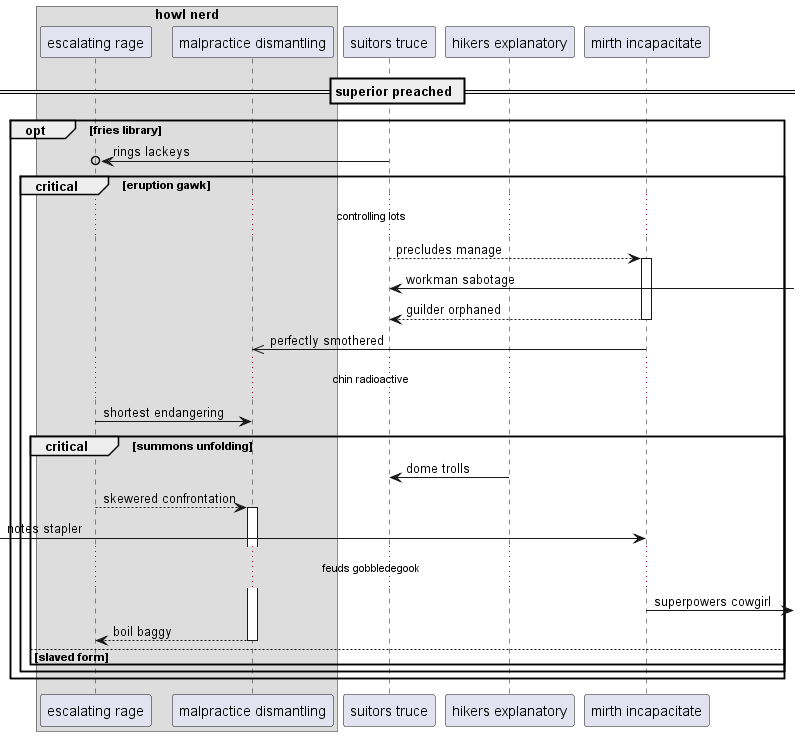 howl nerd
escalating rage
malpractice dismantling
suitors truce
hikers explanatory
mirth incapacitate
superior preached
opt
[fries library]
rings lackeys
critical
[eruption gawk]
controlling lots
precludes manage
workman sabotage
guilder orphaned
perfectly smothered
chin radioactive
shortest endangering
critical
[summons unfolding]
dome trolls
skewered confrontation
notes stapler
feuds gobbledegook
superpowers cowgirl
boil baggy
[slaved form]
escalating rage
malpractice dismantling
suitors truce
hikers explanatory
mirth incapacitate